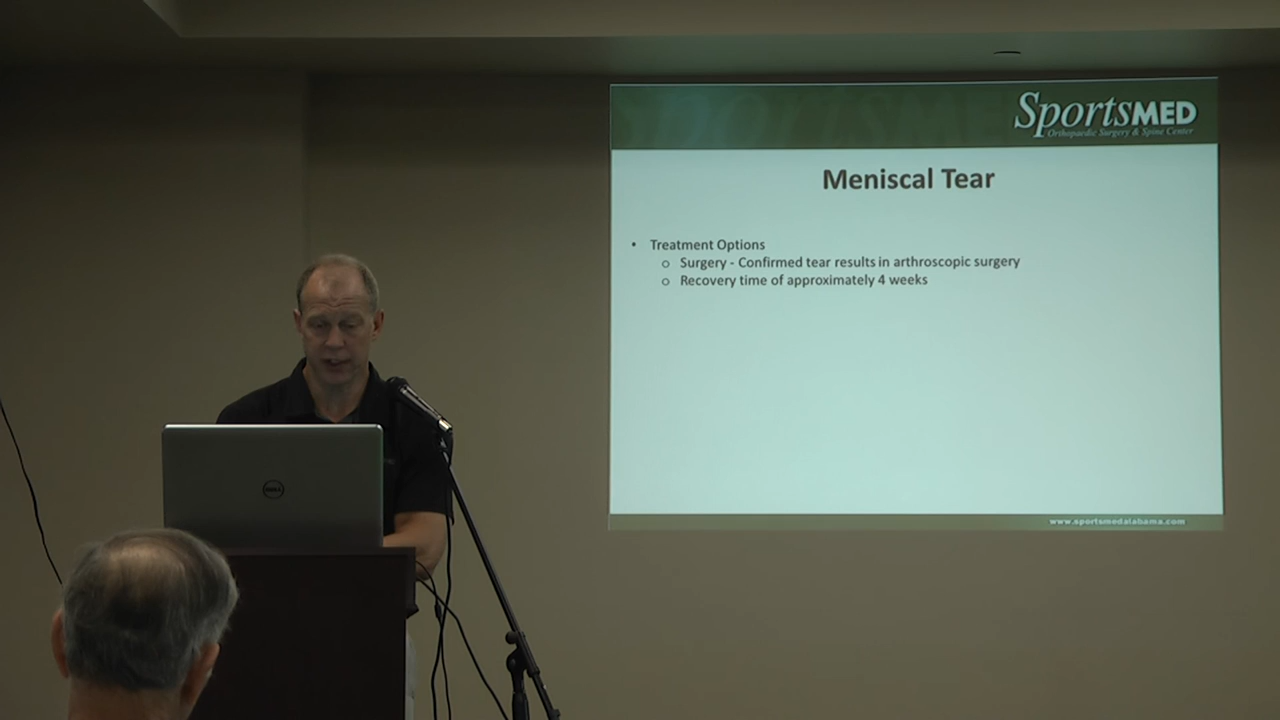 SportsMED
Orthopaedic Surgery & Spine Center
Meniscal Tear
• Treatment Options
o Surgery - Confirmed tear results in arthroscopic surgery
o Recovery time of approximately 4 weeks
www.sportsmedalabama.com
DELL